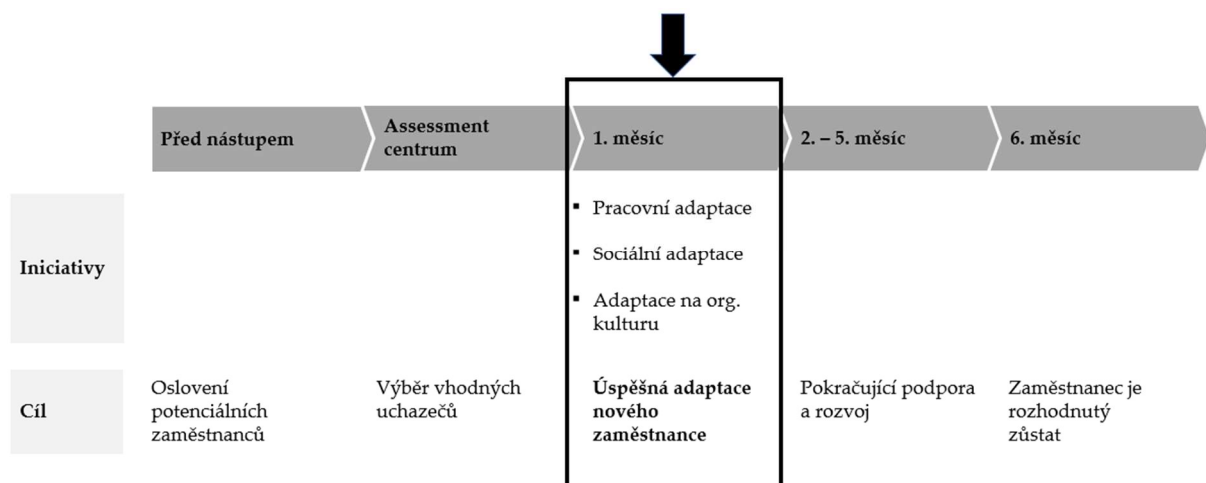 Před nástupem
Assessment
centrum
1. měsíc
2. – 5. měsíc
6. měsíc
Iniciativy
▪ Pracovní adaptace
▪ Sociální adaptace
▪ Adaptace na org.
kulturu
Cíl
Oslovení
potenciálních
zaměstnanců
Výběr vhodných
uchazečů
Úspěšná adaptace
nového
zaměstnance
Pokračující podpora
a rozvoj
Zaměstnanec je
rozhodnutý
zůstat